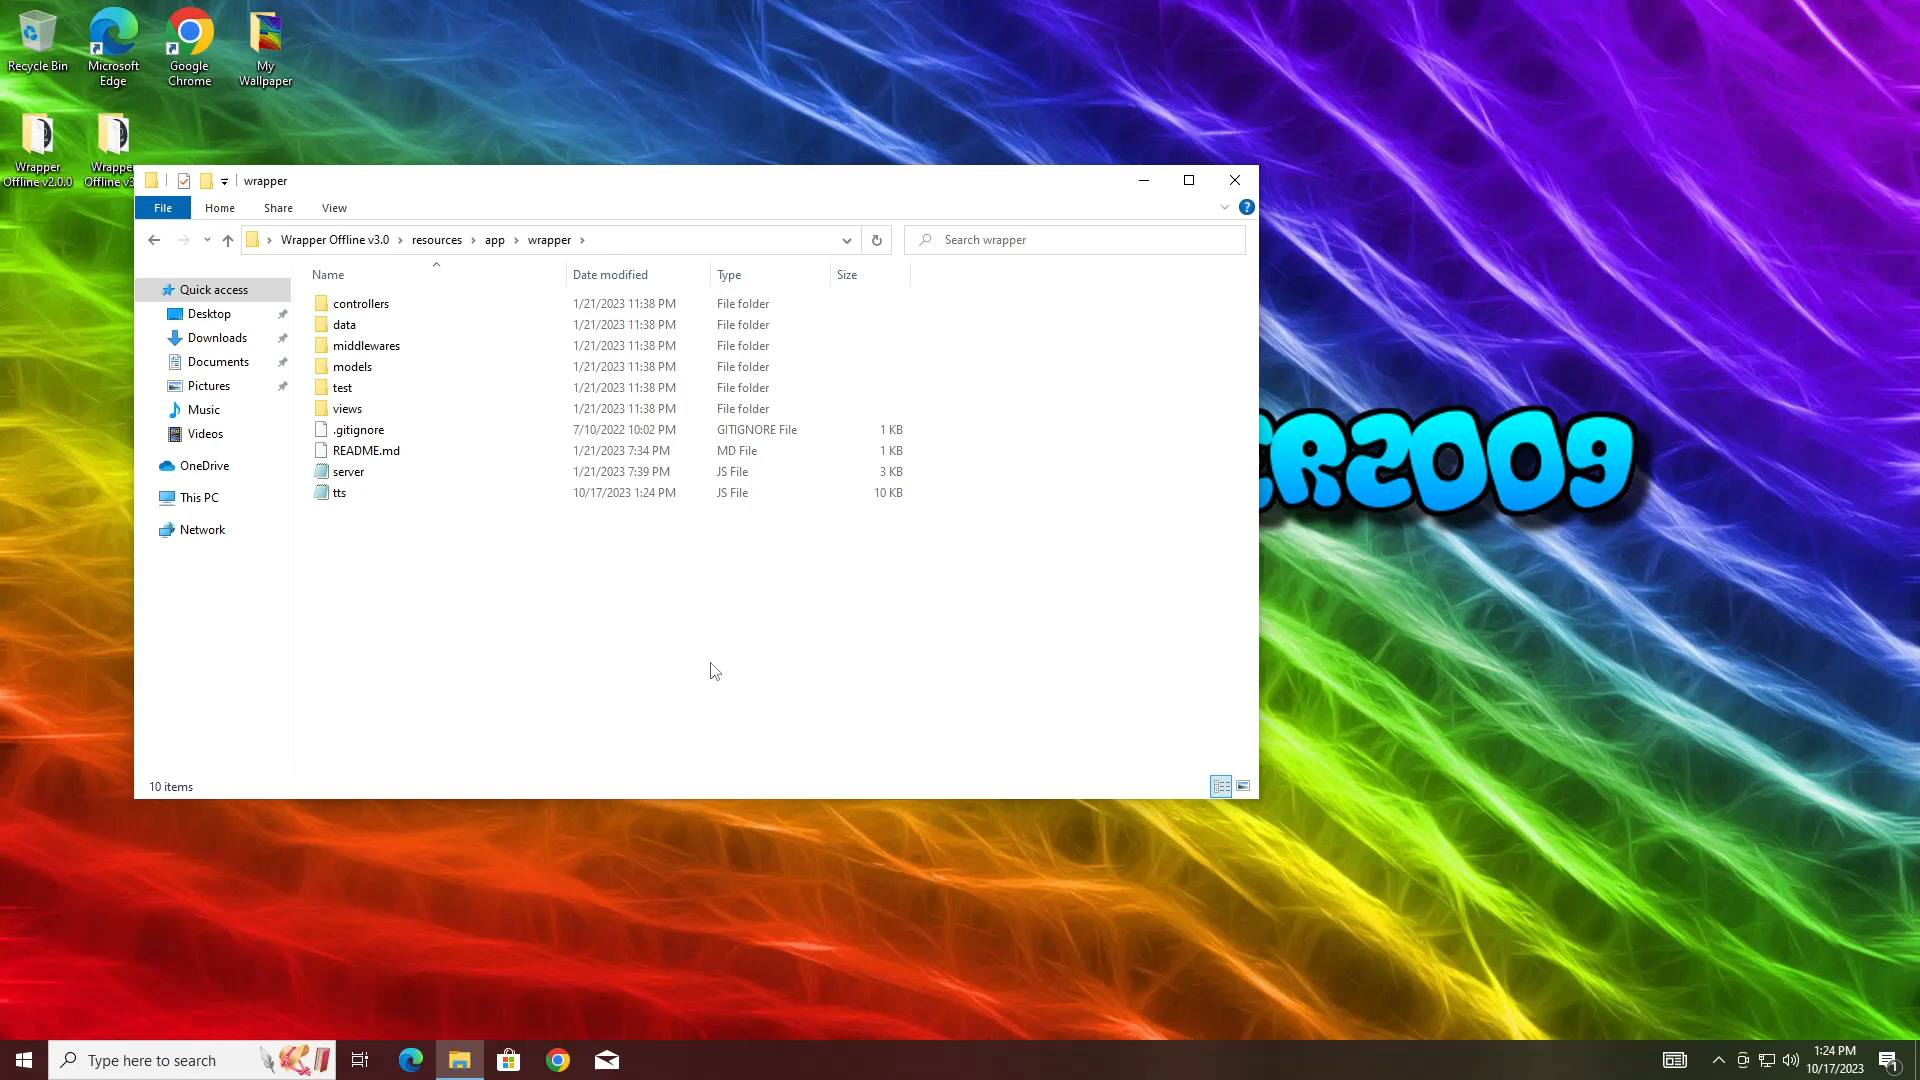 Recycle Bin
Microsoft
Edge
Google
Chrome
My
Wallpaper
Wrapper
Offline v2.0.0
Wrapper
Offline v3
wrapper
File
Home
Share
View
Wrapper Offline v3.0 > resources > app > wrapper >
Search wrapper
Name
Date modified
Type
Size
Quick access
Desktop
Downloads
Documents
Pictures
Music
Videos
OneDrive
This PC
Network
controllers 1/21/2023 11:38 PM File folder
data 1/21/2023 11:38 PM File folder
middlewares 1/21/2023 11:38 PM File folder
models 1/21/2023 11:38 PM File folder
test 1/21/2023 11:38 PM File folder
views 1/21/2023 11:38 PM File folder
.gitignore 7/10/2022 10:02 PM GITIGNORE File 1 KB
README.md 1/21/2023 7:34 PM MD File 1 KB
server 1/21/2023 7:39 PM JS File 3 KB
tts 10/17/2023 1:24 PM JS File 10 KB
10 items
R2009
Type here to search
1:24 PM
10/17/2023
1